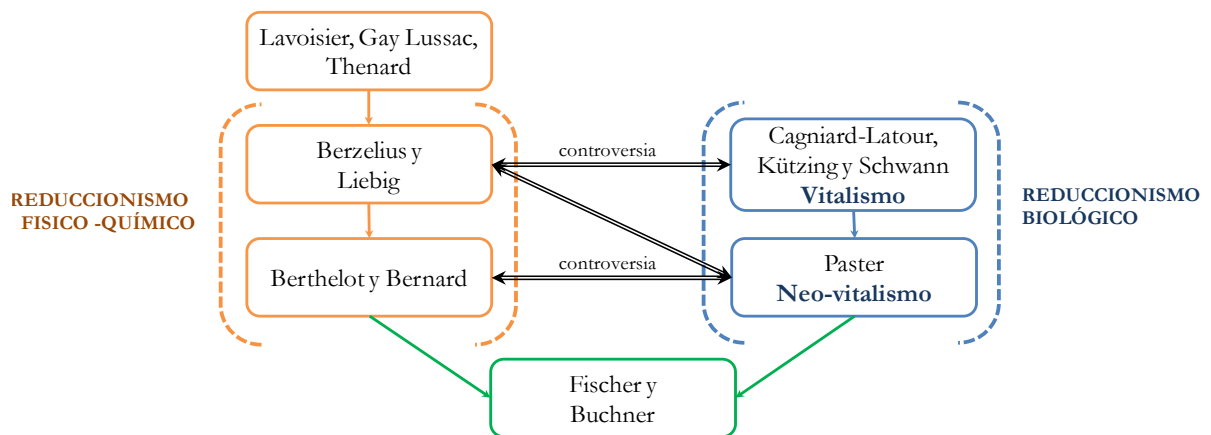 Lavoisier, Gay Lussac,
Thenard
Berzelius y
Liebig
controversia
Cagniard-Latour,
Kützing y Schwann
Vitalismo
REDUCCIONISMO
FISICO -QUÍMICO
REDUCCIONISMO
BIOLÓGICO
Berthelot y Bernard
controversia
Paster
Neo-vitalismo
Fischer y
Buchner